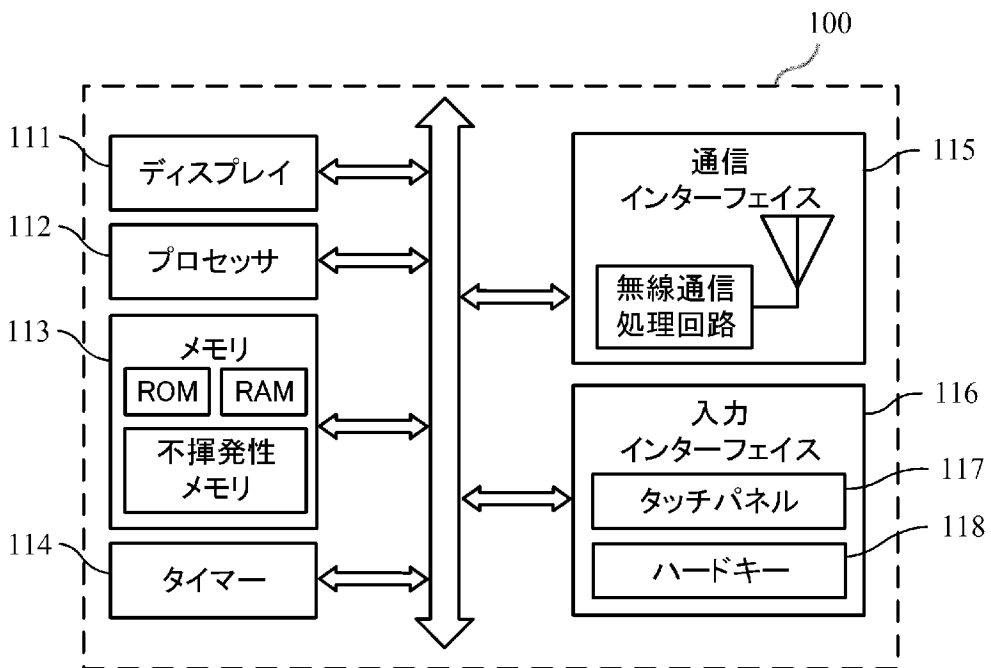 100
111
ディスプレイ
112
プロセッサ
113
メモリ
ROM
RAM
不揮発性
メモリ
114
タイマー
115
通信
インターフェイス
無線通信
処理回路
116
入力
インターフェイス
117
タッチパネル
118
ハードキー